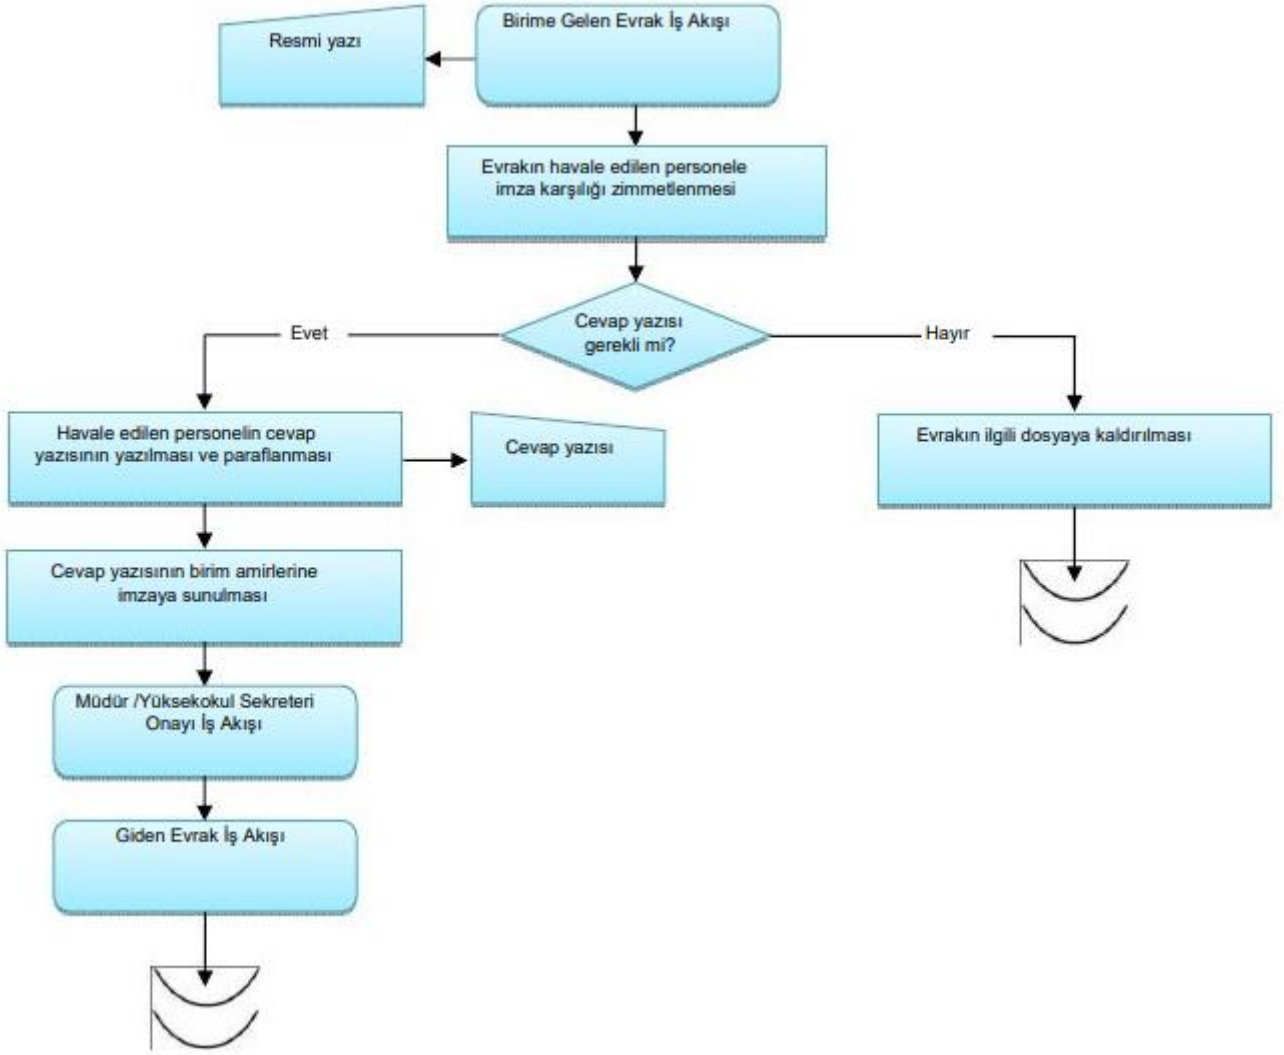 Resmi yazı
Birime Gelen Evrak İş Akışı
Evrakın havale edilen personele
imza karşılığı zimmetlenmesi
Cevap yazısı
gerekli mi?
Evet
Hayır
Havale edilen personelin cevap
yazısının yazılması ve paraflanması
Cevap yazısı
Evrakın ilgili dosyaya kaldırılması
Cevap yazısının birim amirlerine
imzaya sunulması
Müdür /Yüksekokul Sekreteri
Onayı İş Akışı
Giden Evrak İş Akışı